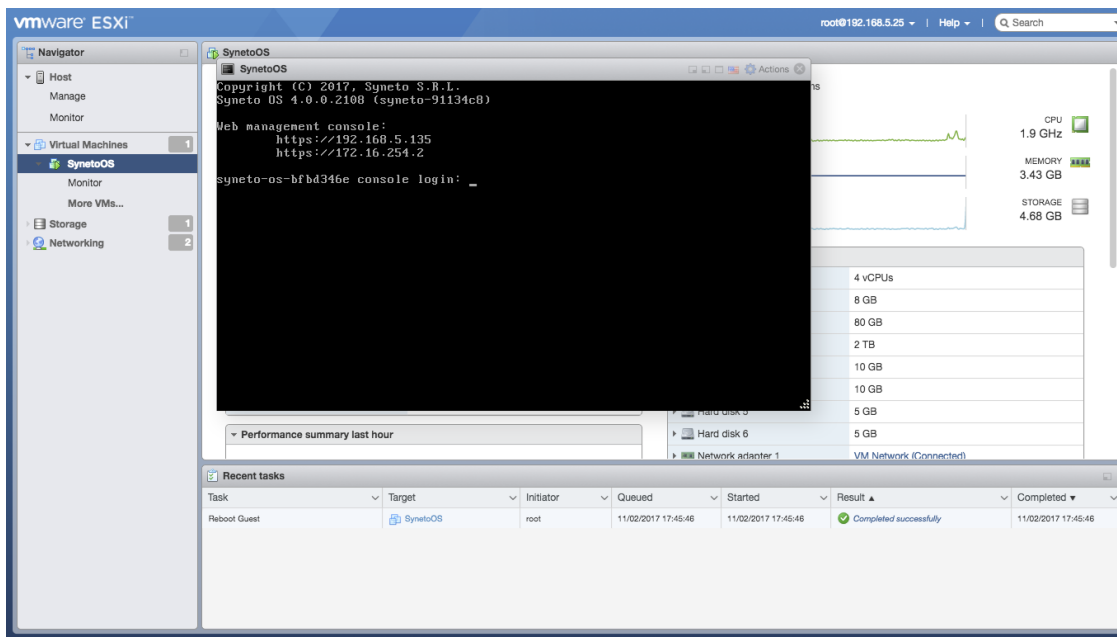 vmware ESXi™
root@192.168.5.25 | Help | Search
Navigator
Host
Manage
Monitor
Virtual Machines 1
SynetoOS
Monitor
More VMs...
Storage 1
Networking 2
SynetoOS
SynetoOS
Actions
Copyright (C) 2017, Syneto S.R.L.
Syneto OS 4.0.0.2108 (syneto-91134c8)
Web management console:
https://192.168.5.135
https://172.16.254.2
syneto-os-bfbd346e console login: _
CPU
1.9 GHz
MEMORY
3.43 GB
STORAGE
4.68 GB
4 vCPUs
8 GB
80 GB
2 TB
10 GB
10 GB
Hard disk 5 5 GB
Hard disk 6 5 GB
Network adapter 1 VM Network (Connected)
Performance summary last hour
Recent tasks
Task Target Initiator Queued Started Result Completed
Reboot Guest SynetoOS root 11/02/2017 17:45:46 11/02/2017 17:45:46 Completed successfully 11/02/2017 17:45:46